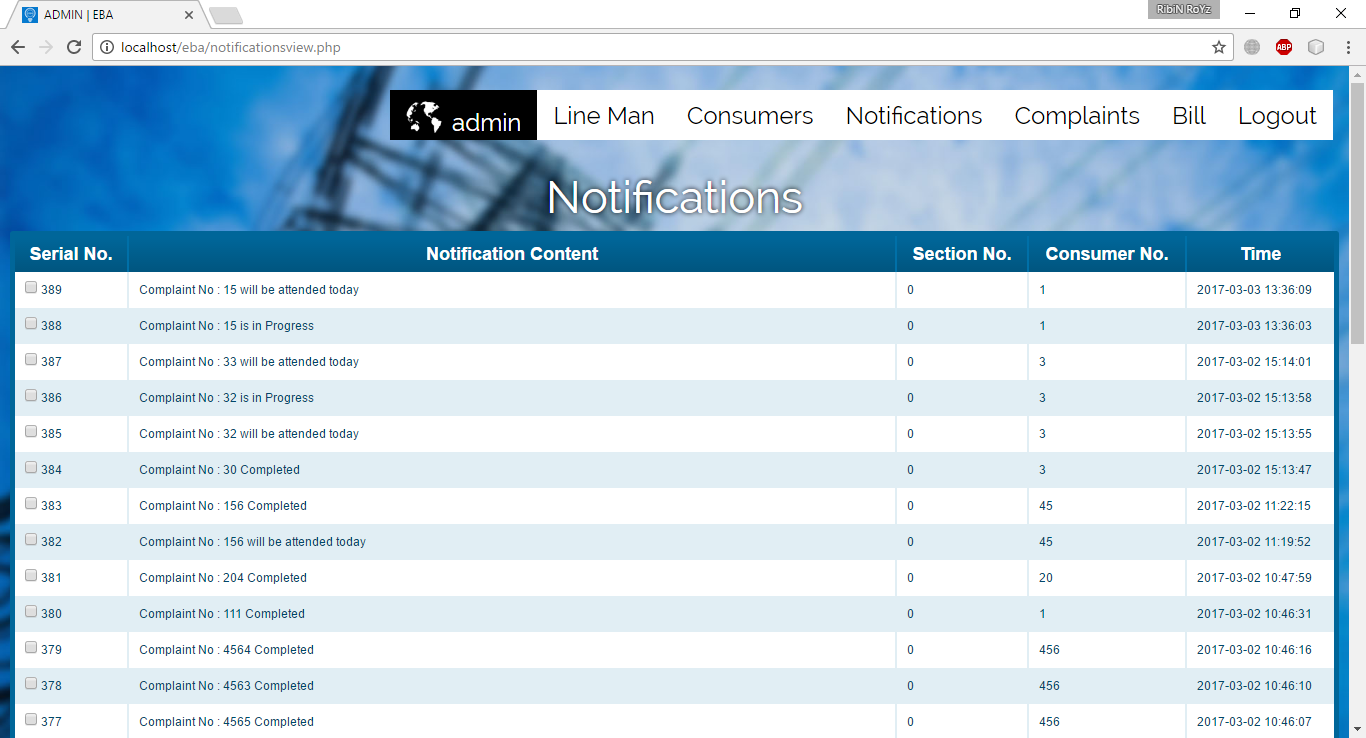 ADMIN | EBA
RibiN RoYz
localhost/eba/notificationsview.php
ABP
admin Line Man Consumers Notifications Complaints Bill Logout
Notifications
Serial No. Notification Content Section No. Consumer No. Time
389 Complaint No : 15 will be attended today 0 1 2017-03-03 13:36:09
388 Complaint No : 15 is in Progress 0 1 2017-03-03 13:36:03
387 Complaint No : 33 will be attended today 0 3 2017-03-02 15:14:01
386 Complaint No : 32 is in Progress 0 3 2017-03-02 15:13:58
385 Complaint No : 32 will be attended today 0 3 2017-03-02 15:13:55
384 Complaint No : 30 Completed 0 3 2017-03-02 15:13:47
383 Complaint No : 156 Completed 0 45 2017-03-02 11:22:15
382 Complaint No : 156 will be attended today 0 45 2017-03-02 11:19:52
381 Complaint No : 204 Completed 0 20 2017-03-02 10:47:59
380 Complaint No : 111 Completed 0 1 2017-03-02 10:46:31
379 Complaint No : 4564 Completed 0 456 2017-03-02 10:46:16
378 Complaint No : 4563 Completed 0 456 2017-03-02 10:46:10
377 Complaint No : 4565 Completed 0 456 2017-03-02 10:46:07